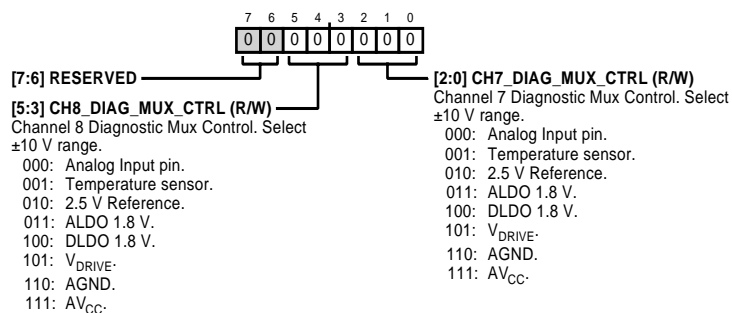 7 6 5 4 3 2 1 0
0 0 0 0 0 0 0 0
[7:6] RESERVED
[5:3] CH8_DIAG_MUX_CTRL (R/W)
Channel 8 Diagnostic Mux Control. Select
±10 V range.
000: Analog Input pin.
001: Temperature sensor.
010: 2.5 V Reference.
011: ALDO 1.8 V.
100: DLDO 1.8 V.
101: VDRIVE.
110: AGND.
111: AVCC.
[2:0] CH7_DIAG_MUX_CTRL (R/W)
Channel 7 Diagnostic Mux Control. Select
±10 V range.
000: Analog Input pin.
001: Temperature sensor.
010: 2.5 V Reference.
011: ALDO 1.8 V.
100: DLDO 1.8 V.
101: VDRIVE.
110: AGND.
111: AVCC.